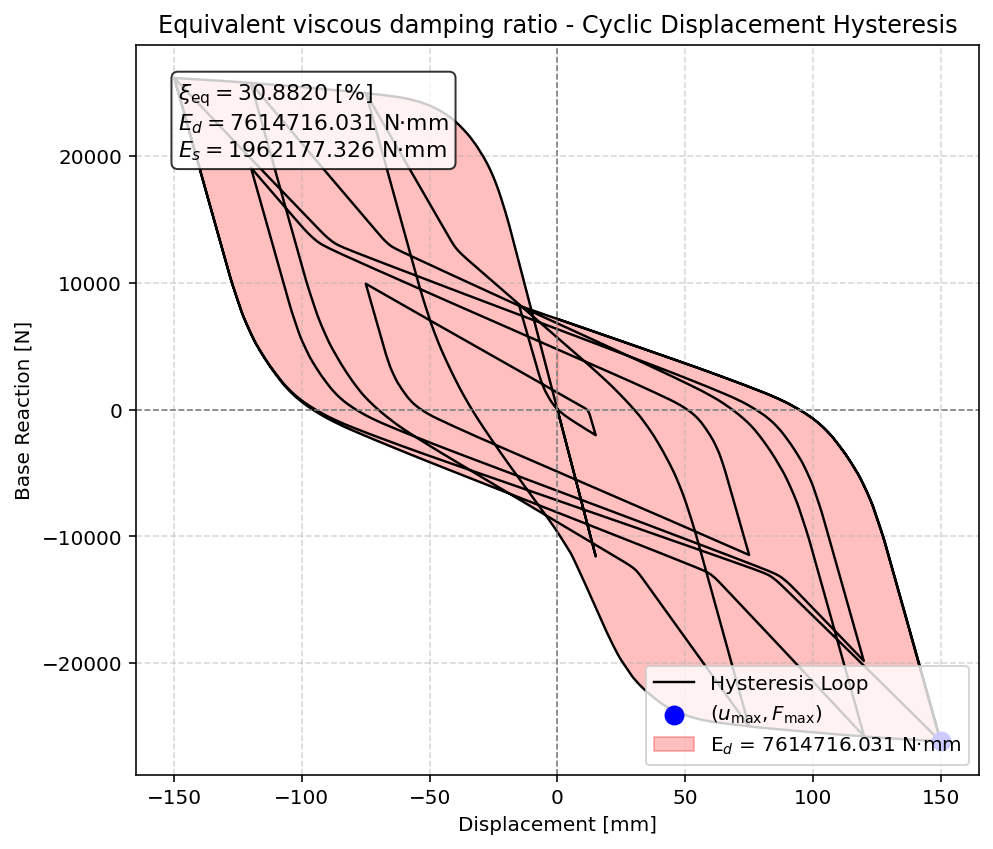 Equivalent viscous damping ratio - Cyclic Displacement Hysteresis
ξeq = 30.8820 [%]
Ed = 7614716.031 N·mm
Es = 1962177.326 N·mm
20000
10000
0
−10000
−20000
Base Reaction [N]
Hysteresis Loop
(umax, Fmax)
Ed = 7614716.031 N·mm
−150 −100 −50 0 50 100 150
Displacement [mm]